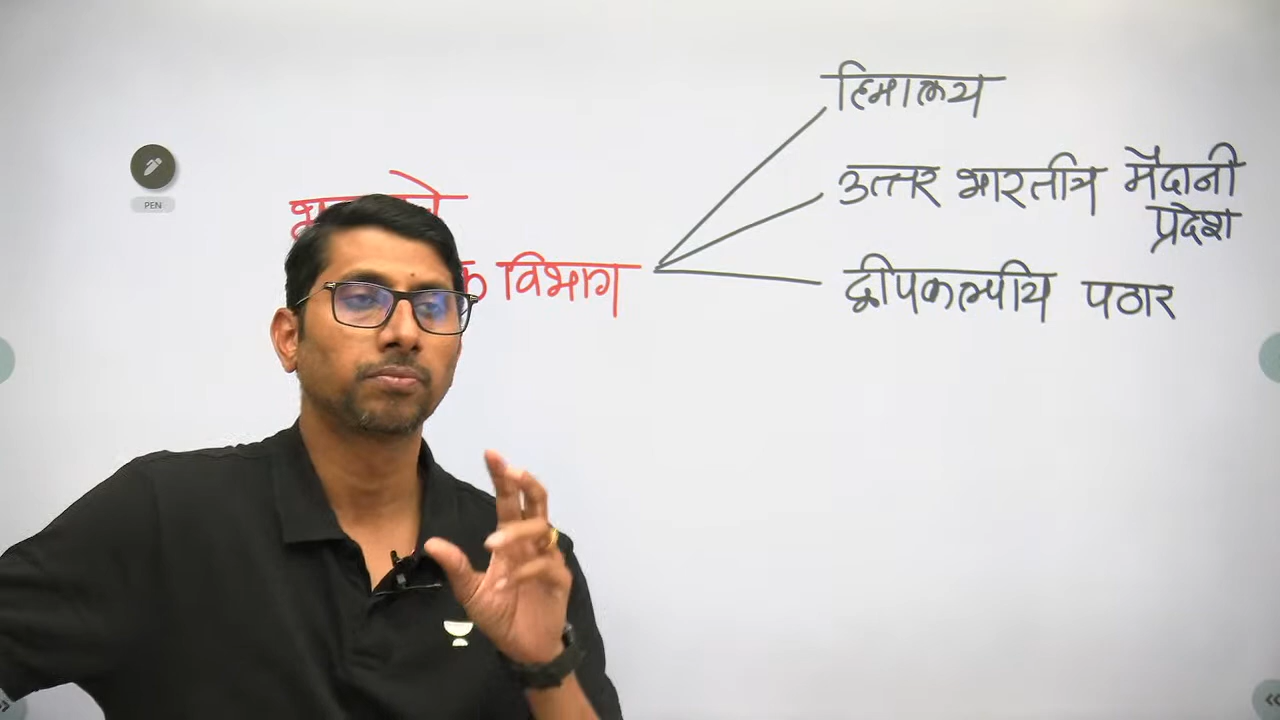 PEN
विभाग
हिमालय
उत्तर भारतीय मैदानी
प्रदेश
द्वीपकल्पीय पठार